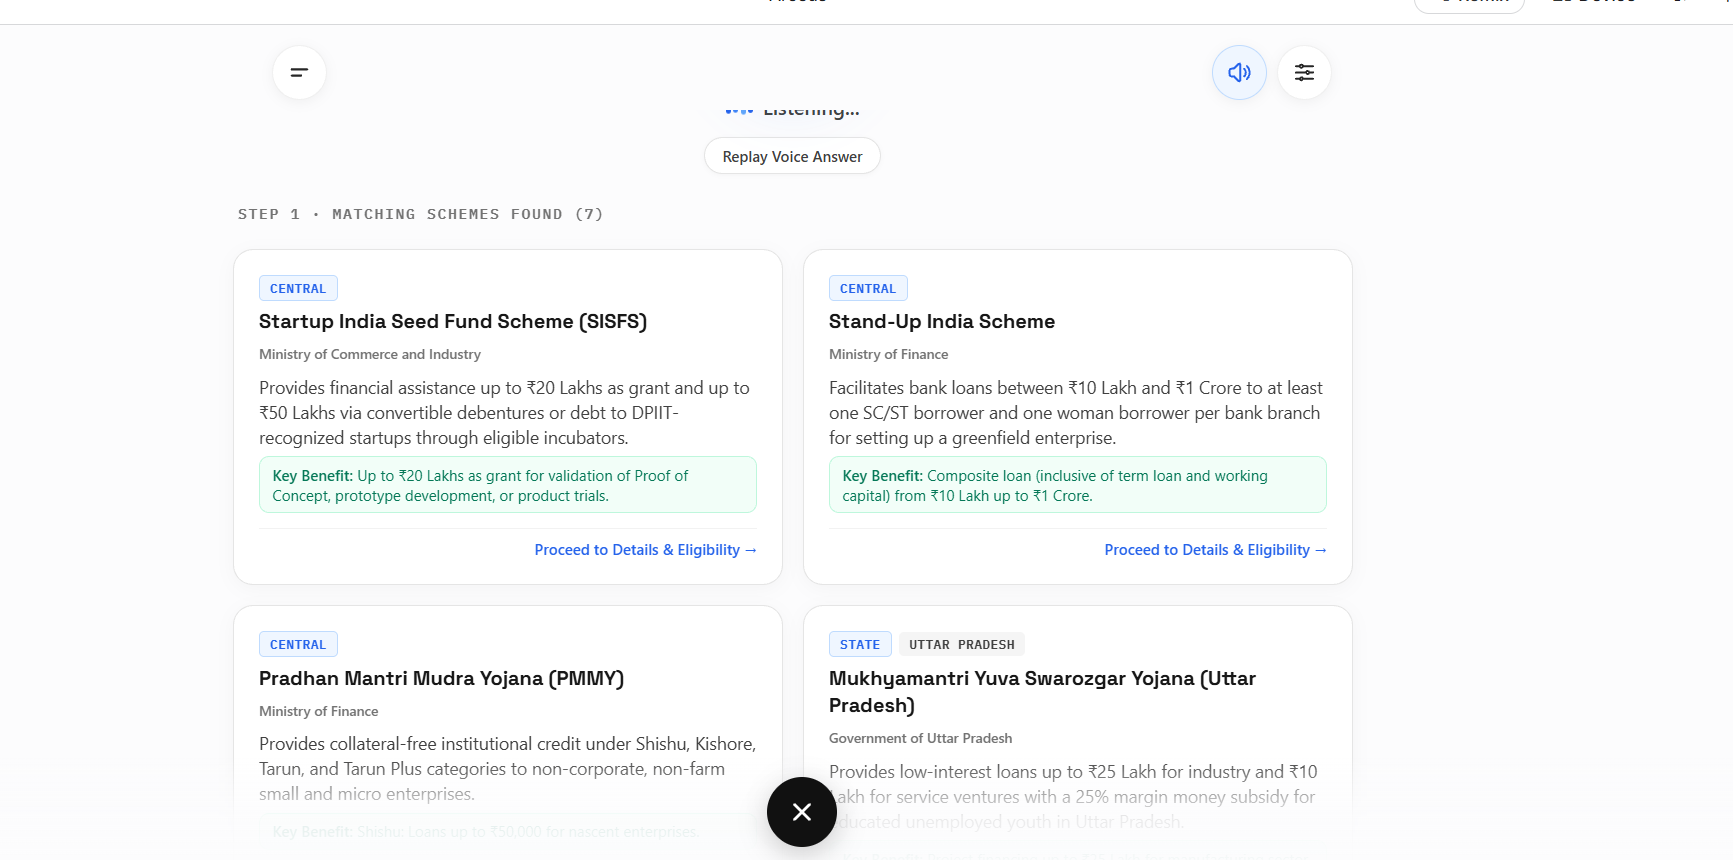 Listening...
Replay Voice Answer
STEP 1 · MATCHING SCHEMES FOUND (7)
CENTRAL
Startup India Seed Fund Scheme (SISFS)
Ministry of Commerce and Industry
Provides financial assistance up to ₹20 Lakhs as grant and up to
₹50 Lakhs via convertible debentures or debt to DPIIT-
recognized startups through eligible incubators.
Key Benefit: Up to ₹20 Lakhs as grant for validation of Proof of
Concept, prototype development, or product trials.
Proceed to Details & Eligibility →
CENTRAL
Stand-Up India Scheme
Ministry of Finance
Facilitates bank loans between ₹10 Lakh and ₹1 Crore to at least
one SC/ST borrower and one woman borrower per bank branch
for setting up a greenfield enterprise.
Key Benefit: Composite loan (inclusive of term loan and working
capital) from ₹10 Lakh up to ₹1 Crore.
Proceed to Details & Eligibility →
CENTRAL
Pradhan Mantri Mudra Yojana (PMMY)
Ministry of Finance
Provides collateral-free institutional credit under Shishu, Kishore,
Tarun, and Tarun Plus categories to non-corporate, non-farm
small and micro enterprises.
Key Benefit: Shishu: Loans up to ₹50,000 for nascent enterprises.
STATE UTTAR PRADESH
Mukhyamantri Yuva Swarozgar Yojana (Uttar
Pradesh)
Government of Uttar Pradesh
Provides low-interest loans up to ₹25 Lakh for industry and ₹10
Lakh for service ventures with a 25% margin money subsidy for
educated unemployed youth in Uttar Pradesh.